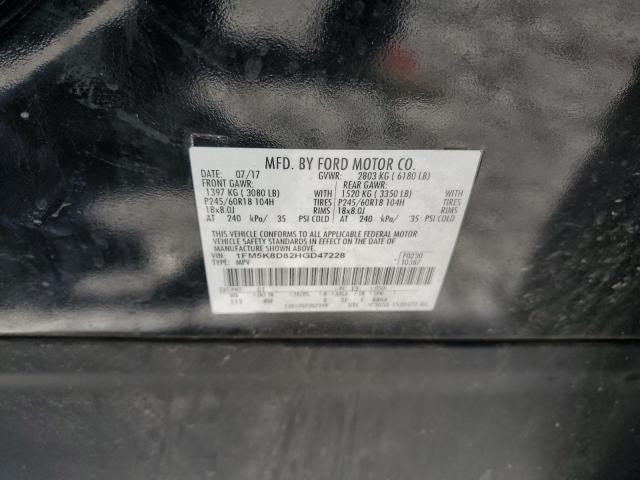 MFD. BY FORD MOTOR CO.
DATE: 07/17 GVWR: 2803 KG ( 6180 LB)
FRONT GAWR: REAR GAWR:
1397 KG ( 3080 LB) WITH 1520 KG ( 3350 LB) WITH
P245/60R18 104H TIRES P245/60R18 104H TIRES
18x8.0J RIMS 18x8.0J RIMS
AT 240 kPa/ 35 PSI COLD AT 240 kPa/ 35 PSI COLD
THIS VEHICLE CONFORMS TO ALL APPLICABLE FEDERAL MOTOR
VEHICLE SAFETY AND BUMPER STANDARDS IN EFFECT ON THE DATE OF
MANUFACTURE SHOWN ABOVE.
VIN: 1FM5K8D82HGD47228 F0230
TYPE: MPV